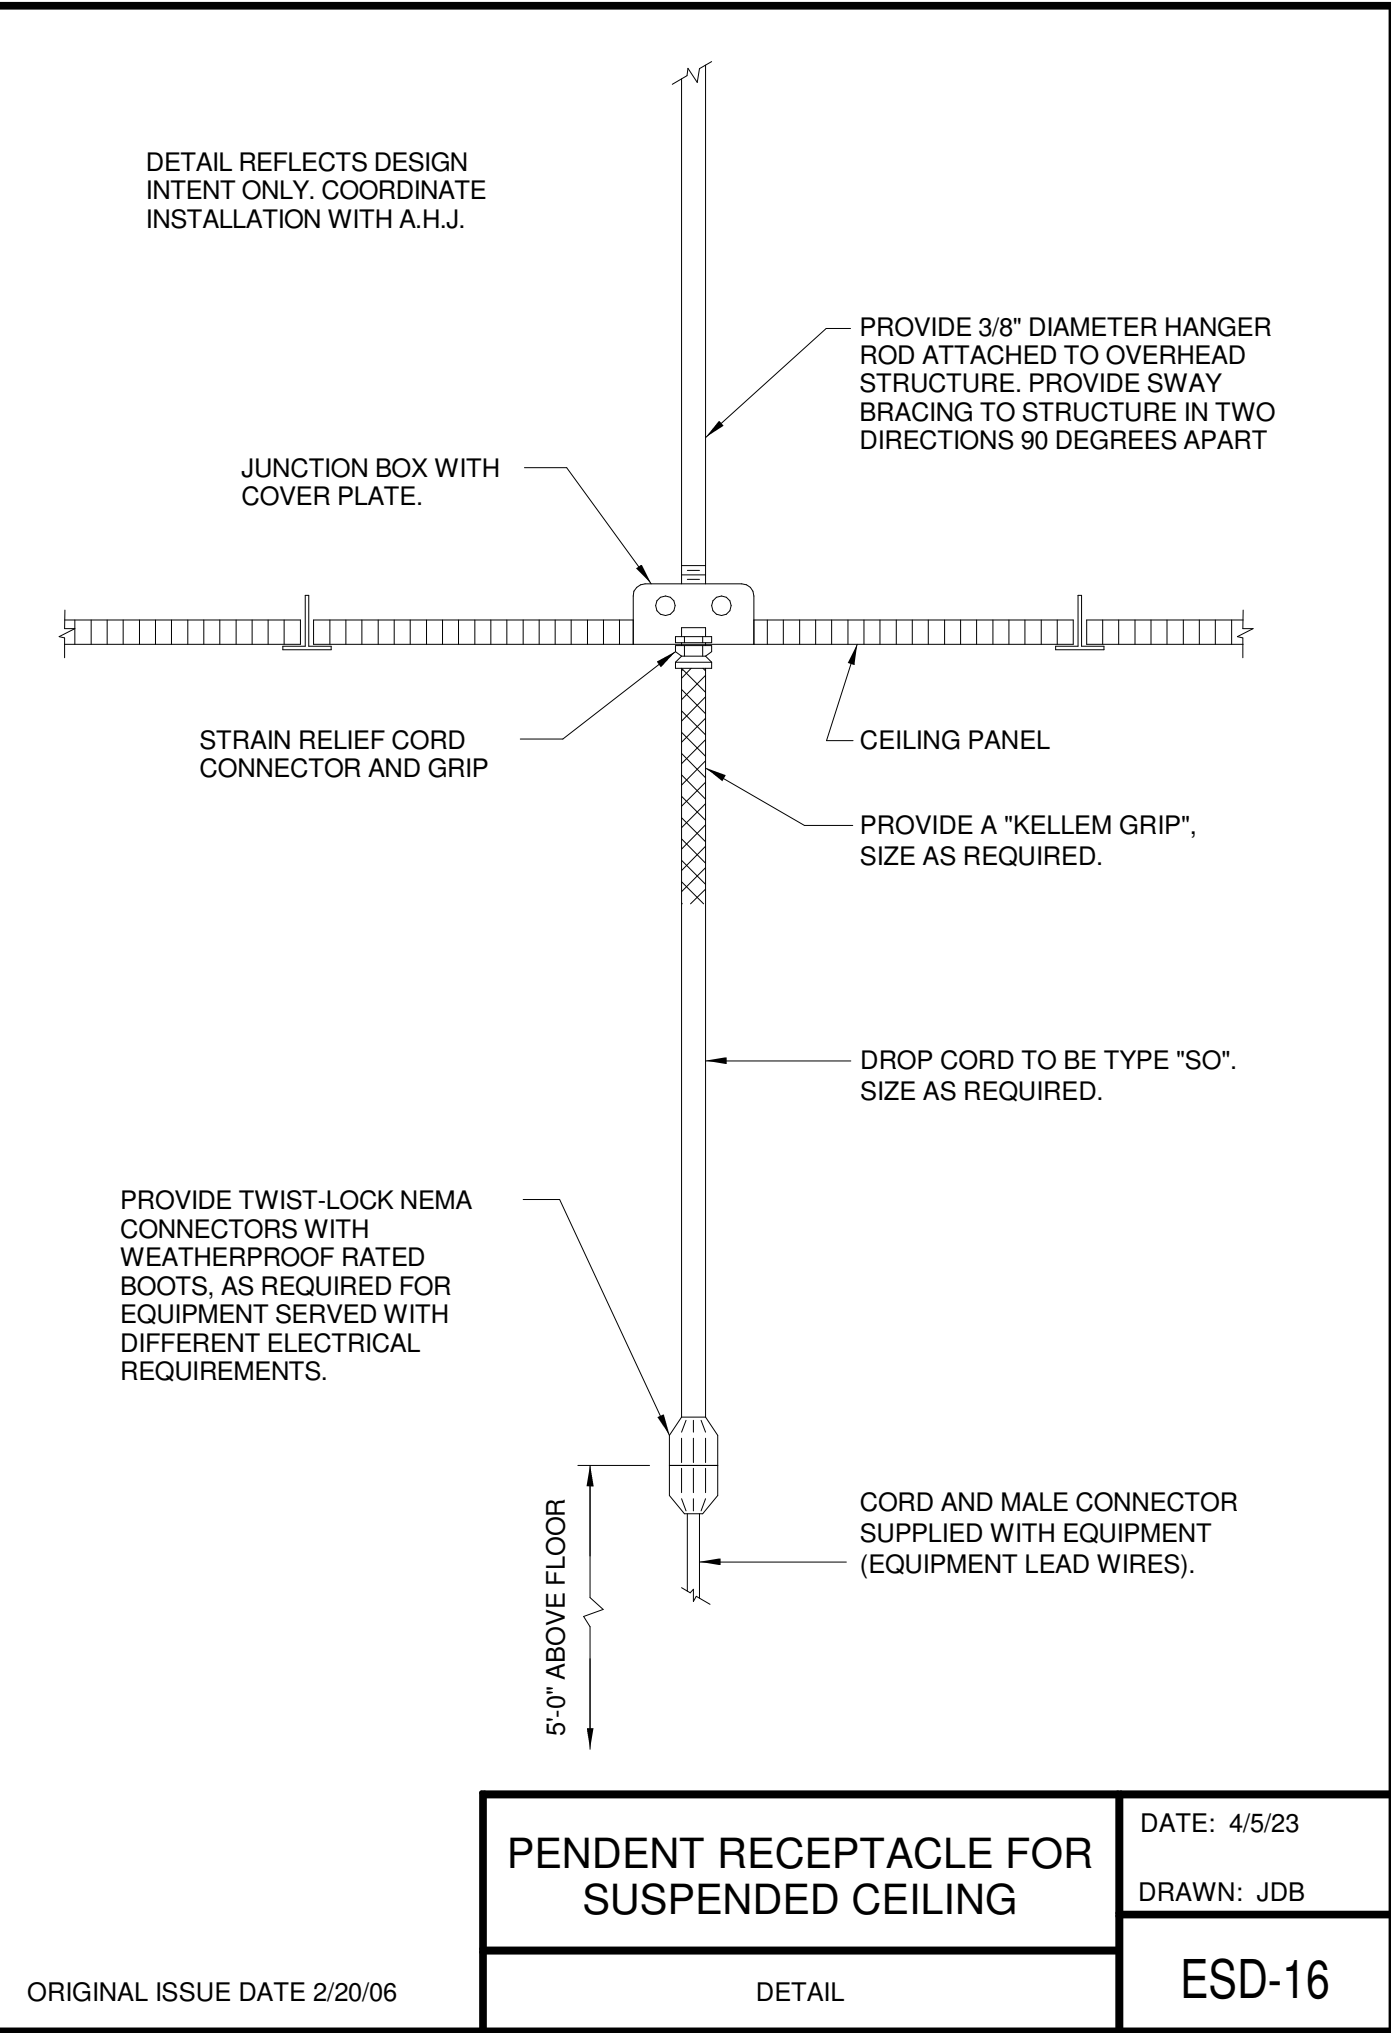 DETAIL REFLECTS DESIGN
INTENT ONLY. COORDINATE
INSTALLATION WITH A.H.J.
PROVIDE 3/8" DIAMETER HANGER
ROD ATTACHED TO OVERHEAD
STRUCTURE. PROVIDE SWAY
BRACING TO STRUCTURE IN TWO
DIRECTIONS 90 DEGREES APART
JUNCTION BOX WITH
COVER PLATE.
STRAIN RELIEF CORD
CONNECTOR AND GRIP
CEILING PANEL
PROVIDE A "KELLEM GRIP",
SIZE AS REQUIRED.
DROP CORD TO BE TYPE "SO".
SIZE AS REQUIRED.
PROVIDE TWIST-LOCK NEMA
CONNECTORS WITH
WEATHERPROOF RATED
BOOTS, AS REQUIRED FOR
EQUIPMENT SERVED WITH
DIFFERENT ELECTRICAL
REQUIREMENTS.
CORD AND MALE CONNECTOR
SUPPLIED WITH EQUIPMENT
(EQUIPMENT LEAD WIRES).
5'-0" ABOVE FLOOR
PENDENT RECEPTACLE FOR
SUSPENDED CEILING
DATE: 4/5/23
DRAWN: JDB
ORIGINAL ISSUE DATE 2/20/06
DETAIL
ESD-16